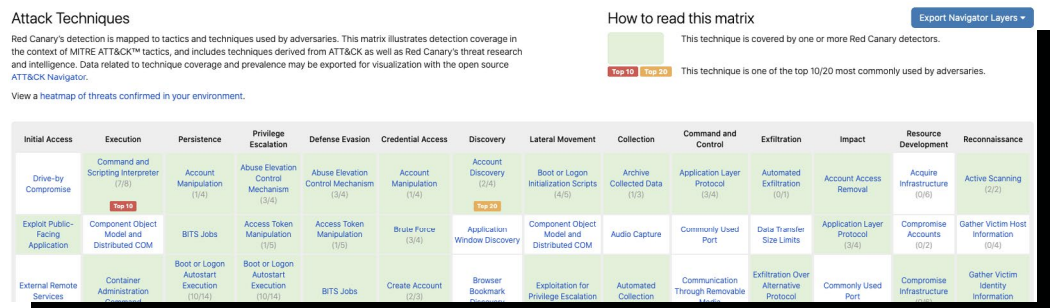 Attack Techniques
Red Canary's detection is mapped to tactics and techniques used by adversaries. This matrix illustrates detection coverage in
the context of MITRE ATT&CK™ tactics, and includes techniques derived from ATT&CK as well as Red Canary's threat research
and intelligence. Data related to technique coverage and prevalence may be exported for visualization with the open source
ATT&CK Navigator.
View a heatmap of threats confirmed in your environment.
How to read this matrix
Export Navigator Layers
This technique is covered by one or more Red Canary detectors.
Top 10 Top 20 This technique is one of the top 10/20 most commonly used by adversaries.
Initial Access
Execution
Persistence
Privilege
Escalation
Defense Evasion
Credential Access
Discovery
Lateral Movement
Collection
Command and
Control
Exfiltration
Impact
Resource
Development
Reconnaissance
Drive-by
Compromise
Command and
Scripting Interpreter
(7/8)
Top 10
Account
Manipulation
(1/4)
Abuse Elevation
Control
Mechanism
(3/4)
Abuse Elevation
Control Mechanism
(3/4)
Account
Manipulation
(1/4)
Account
Discovery
(2/4)
Top 20
Boot or Logon
Initialization Scripts
(4/5)
Archive
Collected Data
(1/3)
Application Layer
Protocol
(3/4)
Automated
Exfiltration
(0/1)
Account Access
Removal
Acquire
Infrastructure
(0/6)
Active Scanning
(2/2)
Exploit Public-
Facing
Application
Component Object
Model and
Distributed COM
BITS Jobs
Access Token
Manipulation
(1/5)
Access Token
Manipulation
(1/5)
Brute Force
(3/4)
Application
Window Discovery
Component Object
Model and
Distributed COM
Audio Capture
Commonly Used
Port
Data Transfer
Size Limits
Application Layer
Protocol
(3/4)
Compromise
Accounts
(0/2)
Gather Victim Host
Information
(0/4)
External Remote
Services
Container
Administration
Command
Boot or Logon
Autostart
Execution
(10/14)
Boot or Logon
Autostart
Execution
(10/14)
BITS Jobs
Create Account
(2/3)
Browser
Bookmark
Discovery
Exploitation for
Privilege Escalation
Automated
Collection
Communication
Through Removable
Media
Exfiltration Over
Alternative
Protocol
Commonly Used
Port
Compromise
Infrastructure
(0/6)
Gather Victim
Identity
Information